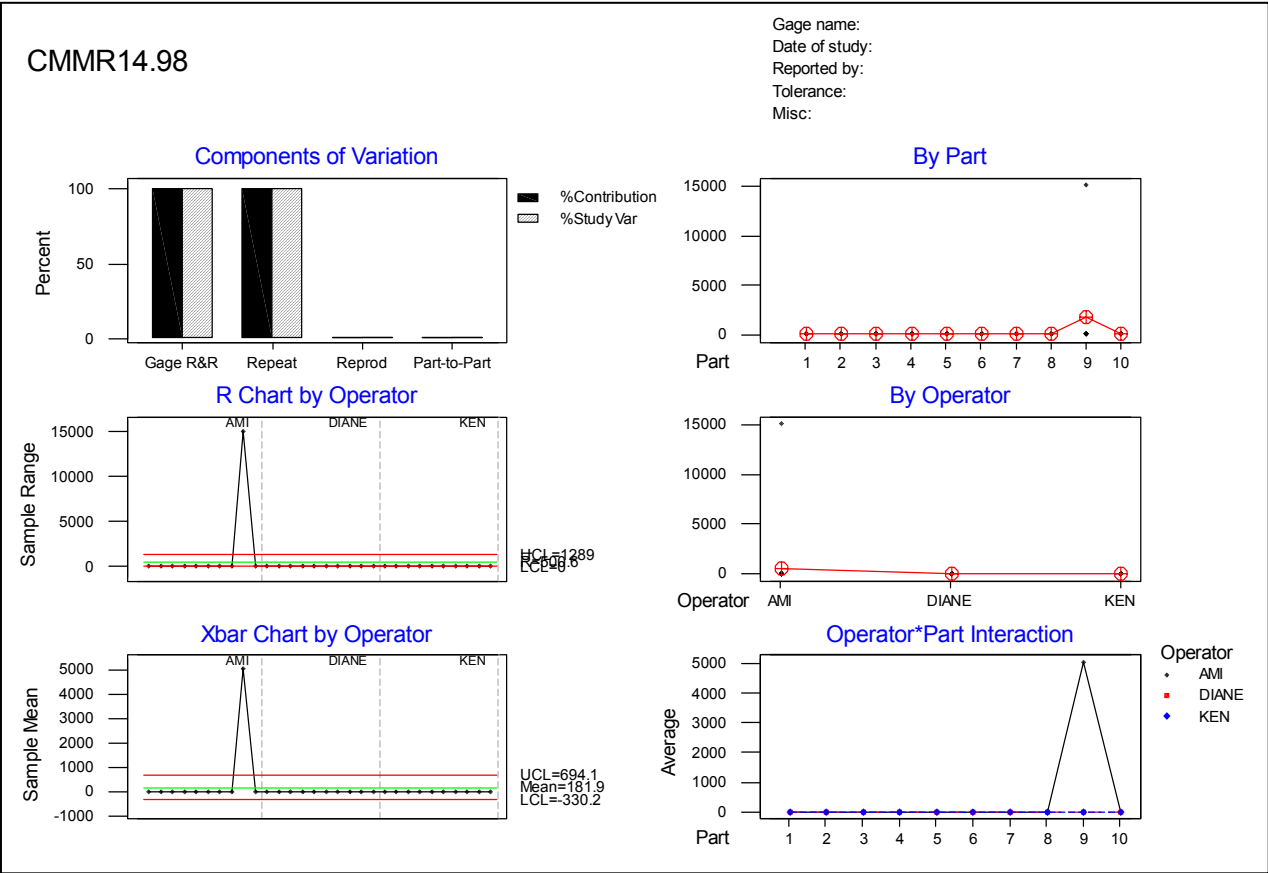 CMMR14.98
Gage name:
Date of study:
Reported by:
Tolerance:
Misc:
Components of Variation
100
50
0
Percent
Gage R&R Repeat Reprod Part-to-Part
%Contribution
%Study Var
By Part
15000
10000
5000
0
Part 1 2 3 4 5 6 7 8 9 10
R Chart by Operator
AMI DIANE KEN
15000
10000
5000
0
Sample Range
UCL=1289
LCL=0
By Operator
15000
10000
5000
0
Operator AMI DIANE KEN
Xbar Chart by Operator
AMI DIANE KEN
5000
4000
3000
2000
1000
0
-1000
Sample Mean
UCL=694.1
Mean=181.9
LCL=-330.2
Operator*Part Interaction
5000
4000
3000
2000
1000
0
Average
Part 1 2 3 4 5 6 7 8 9 10
Operator
AMI
DIANE
KEN